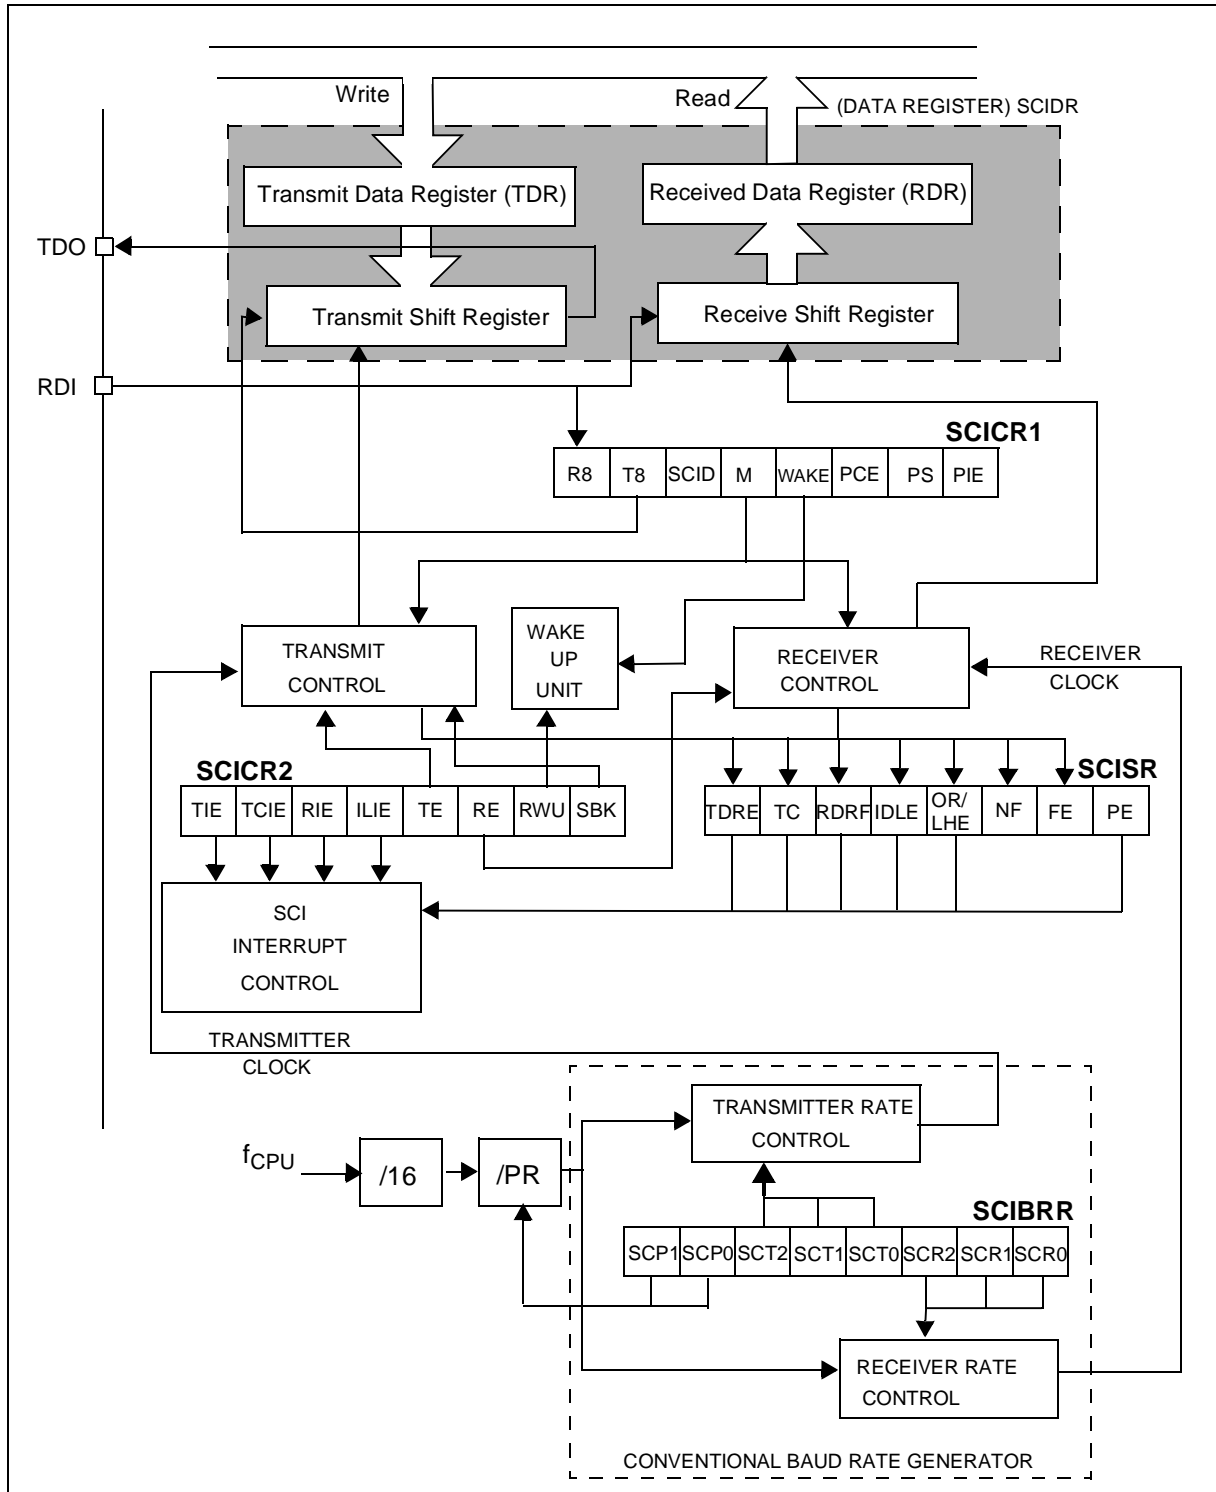 Write
Read
(DATA REGISTER) SCIDR
Transmit Data Register (TDR)
Received Data Register (RDR)
TDO
Transmit Shift Register
Receive Shift Register
RDI
SCICR1
R8 T8 SCID M WAKE PCE PS PIE
TRANSMIT
CONTROL
WAKE
UP
UNIT
RECEIVER
CONTROL
RECEIVER
CLOCK
SCICR2
TIE TCIE RIE ILIE TE RE RWU SBK
SCISR
TDRE TC RDRF IDLE OR/ NF FE PE
LHE
SCI
INTERRUPT
CONTROL
TRANSMITTER
CLOCK
TRANSMITTER RATE
CONTROL
fCPU
/16
/PR
SCIBRR
SCP1 SCP0 SCT2 SCT1 SCT0 SCR2 SCR1 SCR0
RECEIVER RATE
CONTROL
CONVENTIONAL BAUD RATE GENERATOR